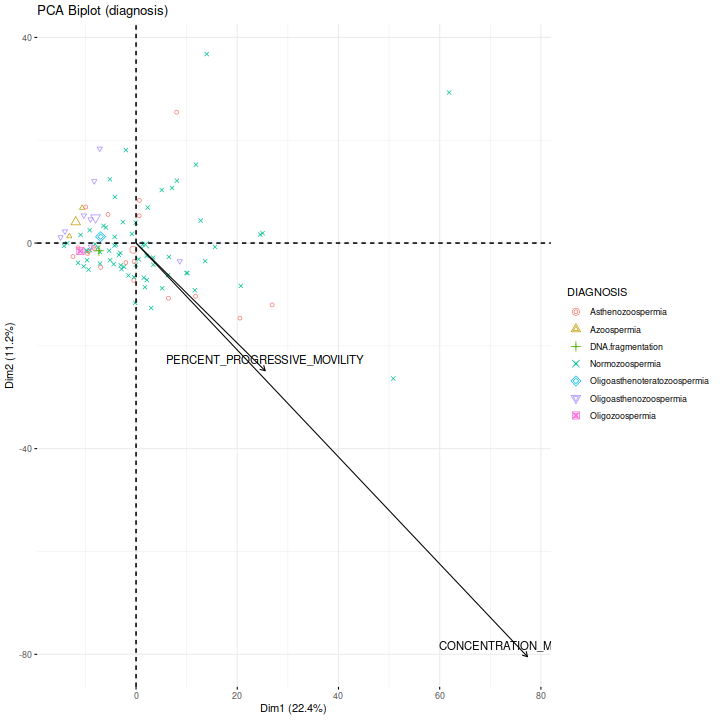 PCA Biplot (diagnosis)
40
0
-40
-80
Dim2 (11.2%)
PERCENT_PROGRESSIVE_MOVILITY
CONCENTRATION_M
0
20
40
60
80
Dim1 (22.4%)
DIAGNOSIS
Asthenozoospermia
Azoospermia
DNA.fragmentation
Normozoospermia
Oligoasthenoteratozoospermia
Oligoasthenozoospermia
Oligozoospermia